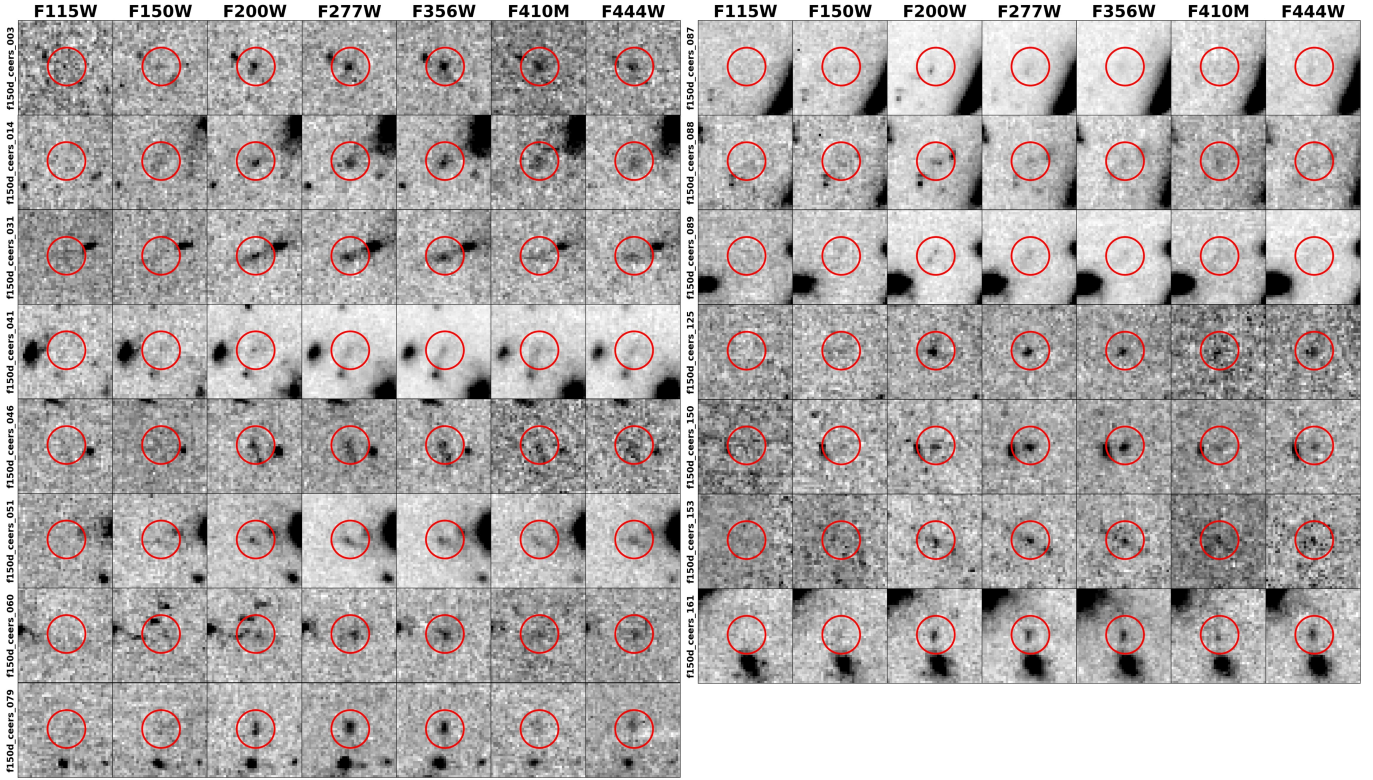 F115W F150W F200W F277W F356W F410M F444W
f150d_ceers_003
f150d_ceers_014
f150d_ceers_031
f150d_ceers_041
f150d_ceers_046
f150d_ceers_051
f150d_ceers_060
f150d_ceers_079
F115W F150W F200W F277W F356W F410M F444W
f150d_ceers_087
f150d_ceers_088
f150d_ceers_089
f150d_ceers_125
f150d_ceers_150
f150d_ceers_153
f150d_ceers_161